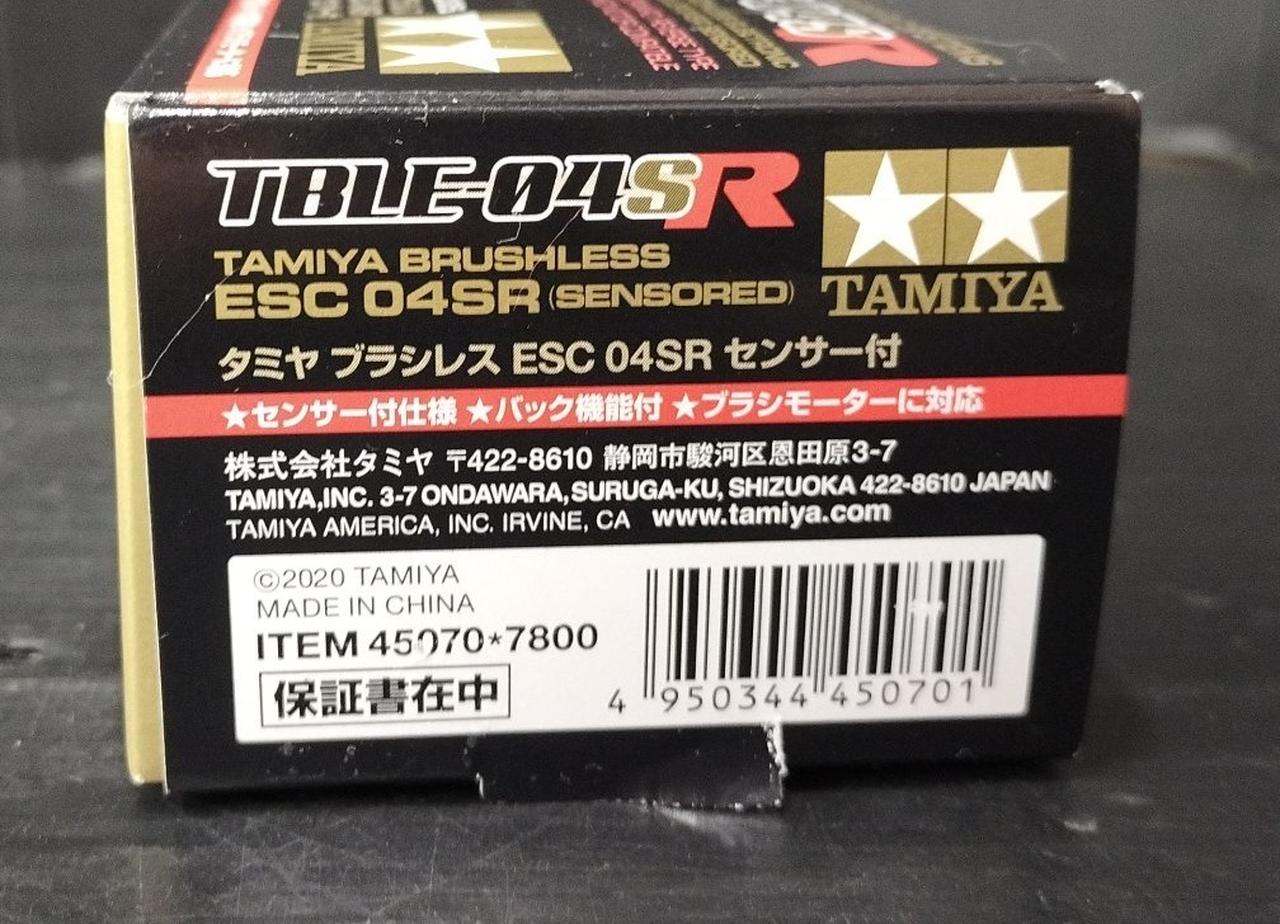 TAMIYA
TBLE-04SR
TAMIYA BRUSHLESS
ESC 04SR (SENSORED)
TAMIYA
タミヤ ブラシレス ESC 04SR センサー付
★センサー付仕様 ★バック機能付 ★ブラシモーターに対応
株式会社タミヤ 〒422-8610 静岡市駿河区恩田原3-7
TAMIYA,INC. 3-7 ONDAWARA, SURUGA-KU, SHIZUOKA 422-8610 JAPAN
TAMIYA AMERICA, INC. IRVINE, CA www.tamiya.com
©2020 TAMIYA
MADE IN CHINA
ITEM 45070*7800
保証書在中
4 950344 450701